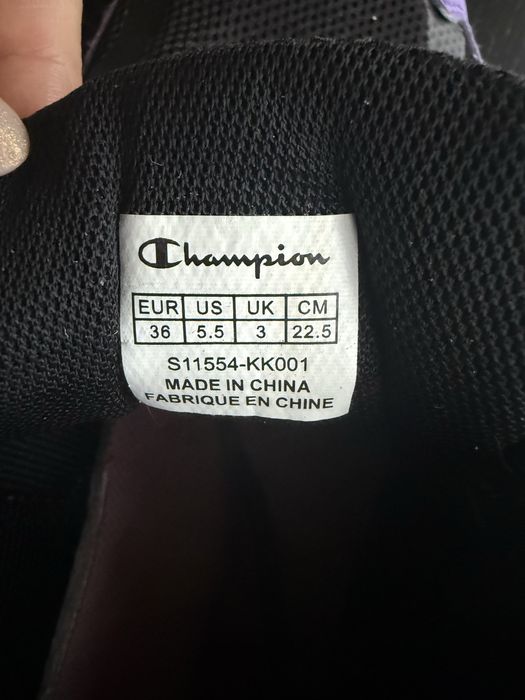 Champion
EUR US UK CM
36 5.5 3 22.5
S11554-KK001
MADE IN CHINA
FABRIQUE EN CHINE